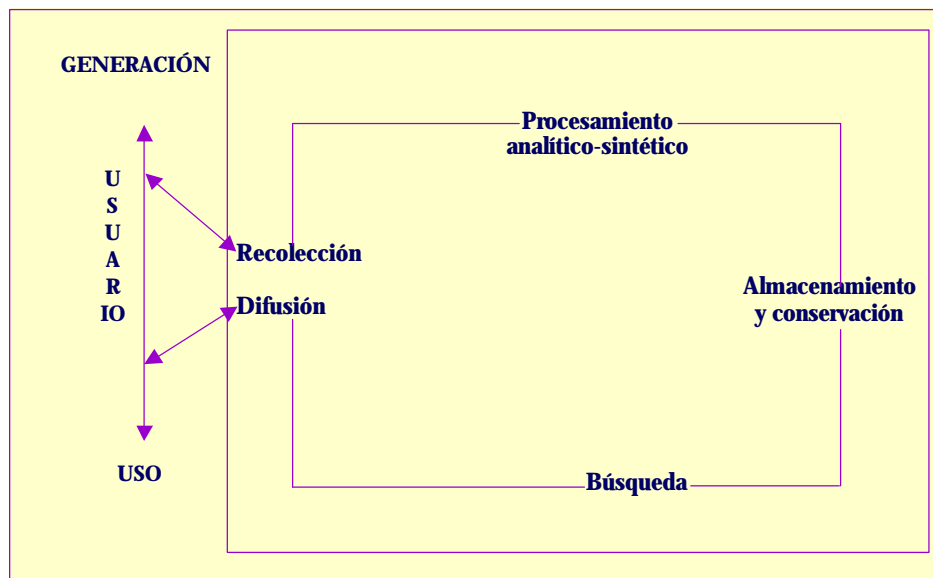 GENERACIÓN
Procesamiento
analítico-sintético
U
S
U
A
R
IO
Recolección
Difusión
Almacenamiento
y conservación
USO
Búsqueda